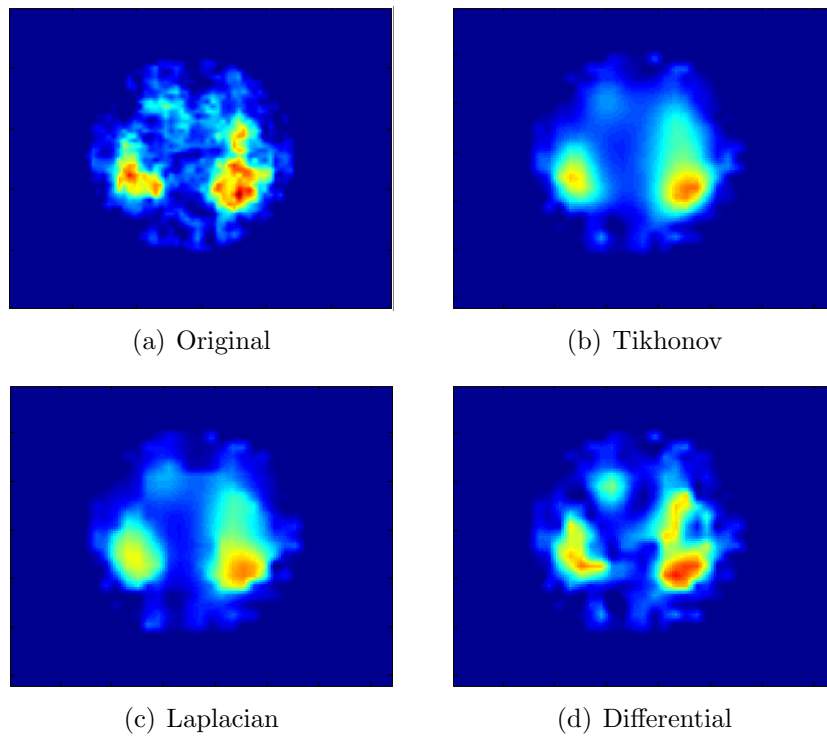 (a) Original
(b) Tikhonov
(c) Laplacian
(d) Differential